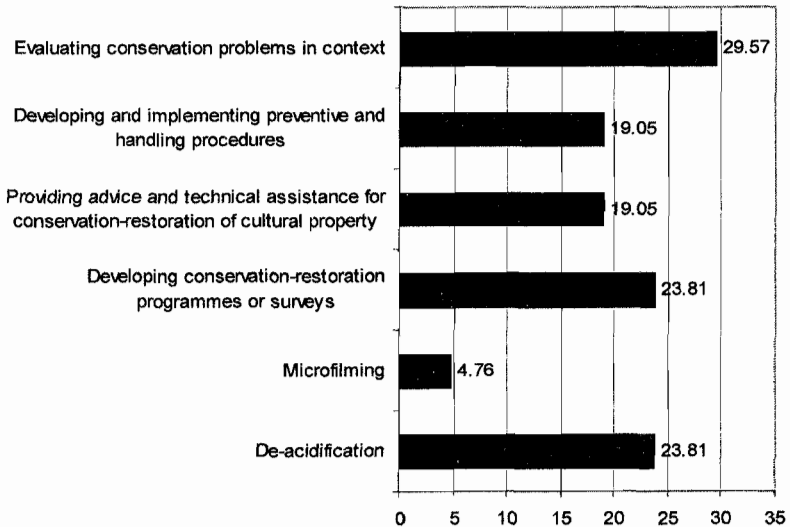 Evaluating conservation problems in context
29.57
Developing and implementing preventive and
handling procedures
19.05
Providing advice and technical assistance for
conservation-restoration of cultural property
19.05
Developing conservation-restoration
programmes or surveys
23.81
Microfilming
4.76
De-acidification
23.81
0 5 10 15 20 25 30 35